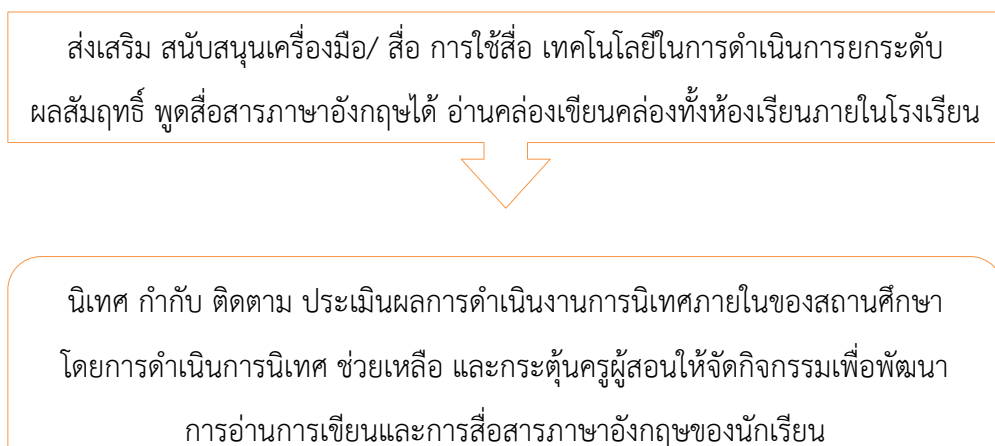 ส่งเสริม สนับสนุนเครื่องมือ/ สื่อ การใช้สื่อ เทคโนโลยีในการดำเนินการยกระดับ
ผลสัมฤทธิ์ พูดสื่อสารภาษาอังกฤษได้ อ่านคล่องเขียนคล่องทั้งห้องเรียนภายในโรงเรียน
นิเทศ กำกับ ติดตาม ประเมินผลการดำเนินงานการนิเทศภายในของสถานศึกษา
โดยการดำเนินการนิเทศ ช่วยเหลือ และกระตุ้นครูผู้สอนให้จัดกิจกรรมเพื่อพัฒนา
การอ่านการเขียนและการสื่อสารภาษาอังกฤษของนักเรียน